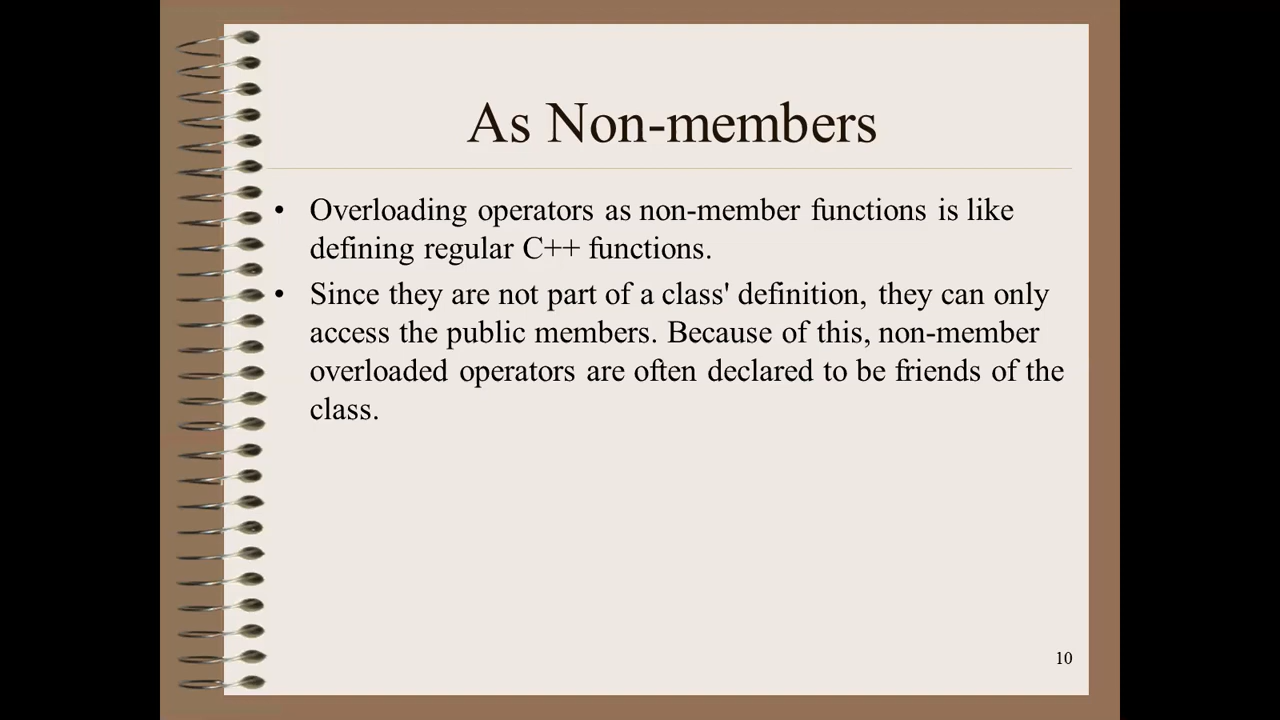 As Non-members
• Overloading operators as non-member functions is like
defining regular C++ functions.
• Since they are not part of a class' definition, they can only
access the public members. Because of this, non-member
overloaded operators are often declared to be friends of the
class.
10